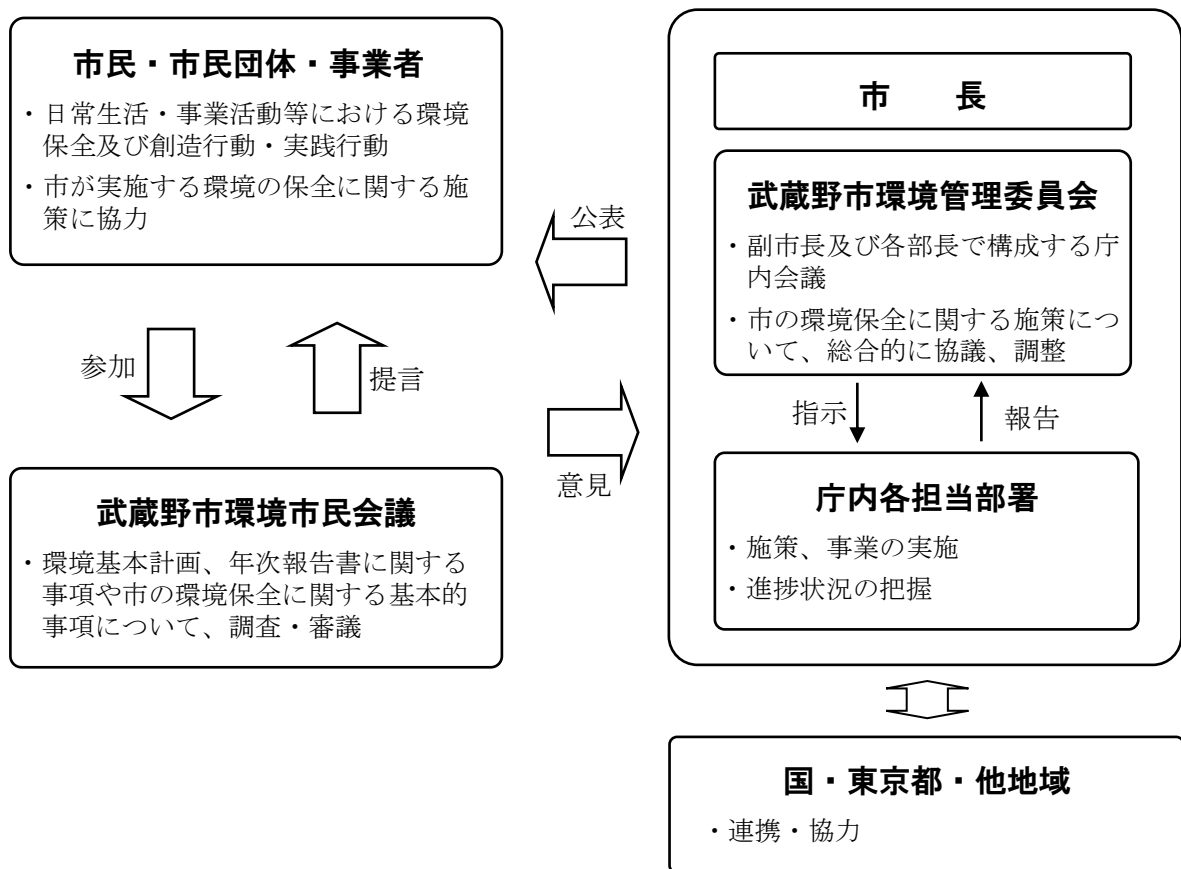 市民・市民団体・事業者
・日常生活・事業活動等における環境
保全及び創造行動・実践行動
・市が実施する環境の保全に関する施
策に協力
参加
提言
武蔵野市環境市民会議
・環境基本計画、年次報告書に関する
事項や市の環境保全に関する基本的
事項について、調査・審議
公表
意見
市　長
武蔵野市環境管理委員会
・副市長及び各部長で構成する庁
内会議
・市の環境保全に関する施策につ
いて、総合的に協議、調整
指示
報告
庁内各担当部署
・施策、事業の実施
・進捗状況の把握
国・東京都・他地域
・連携・協力